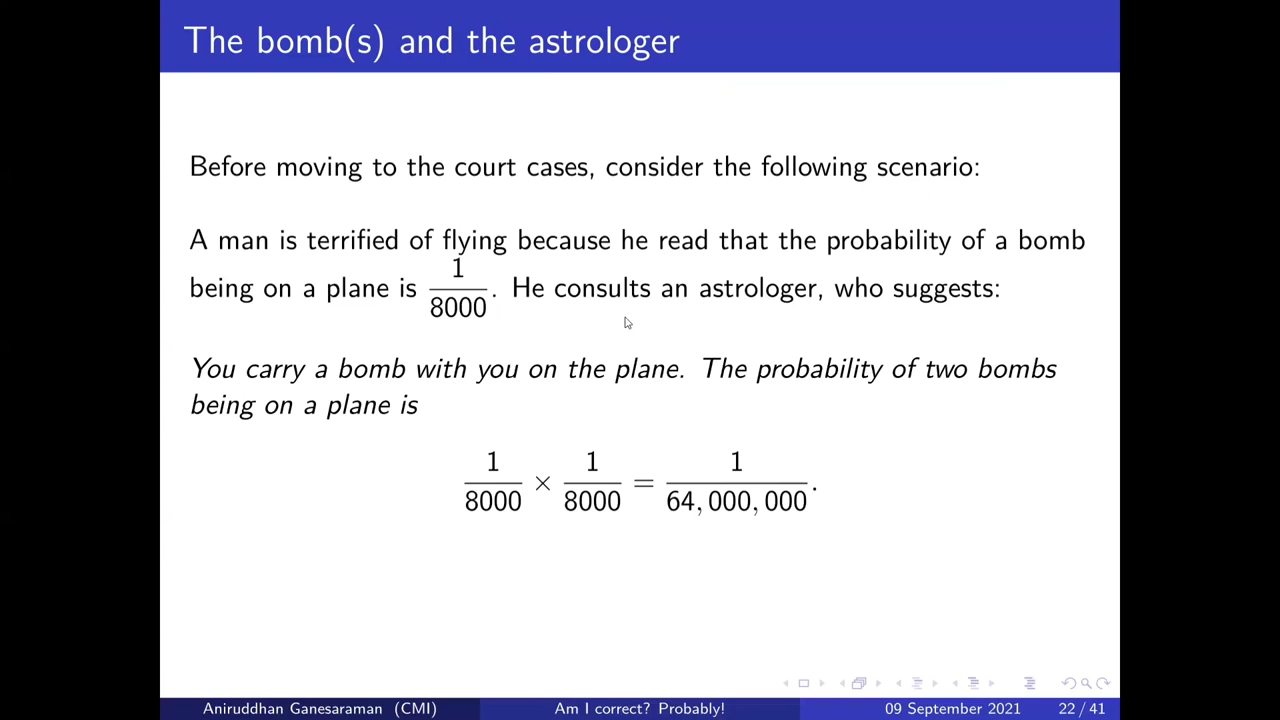 The bomb(s) and the astrologer
Before moving to the court cases, consider the following scenario:
A man is terrified of flying because he read that the probability of a bomb
being on a plane is 1/8000. He consults an astrologer, who suggests:
You carry a bomb with you on the plane. The probability of two bombs
being on a plane is
1/8000 × 1/8000 = 1/64,000,000.
Aniruddhan Ganesaraman (CMI) Am I correct? Probably! 09 September 2021 22 / 41